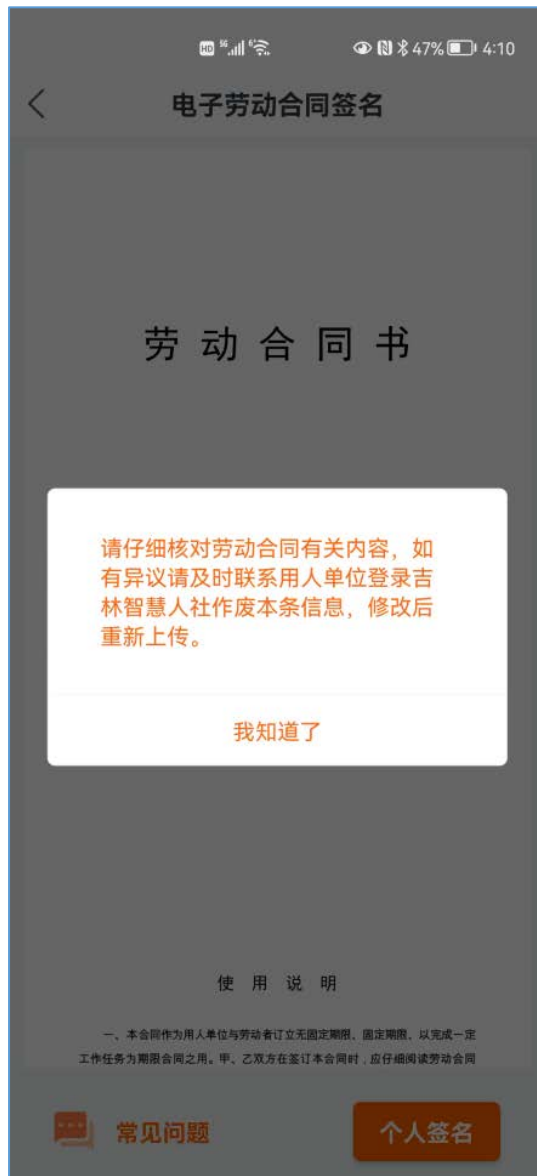 HD 5G 6 47% 4:10
电子劳动合同签名
劳动合同书
请仔细核对劳动合同有关内容，如
有异议请及时联系用人单位登录吉
林智慧人社作废本条信息，修改后
重新上传。
我知道了
使用说明
一、本合同作为用人单位与劳动者订立无固定期限、固定期限、以完成一定
工作任务为期限合同之用。甲、乙双方在签订本合同时，应仔细阅读劳动合同
常见问题
个人签名